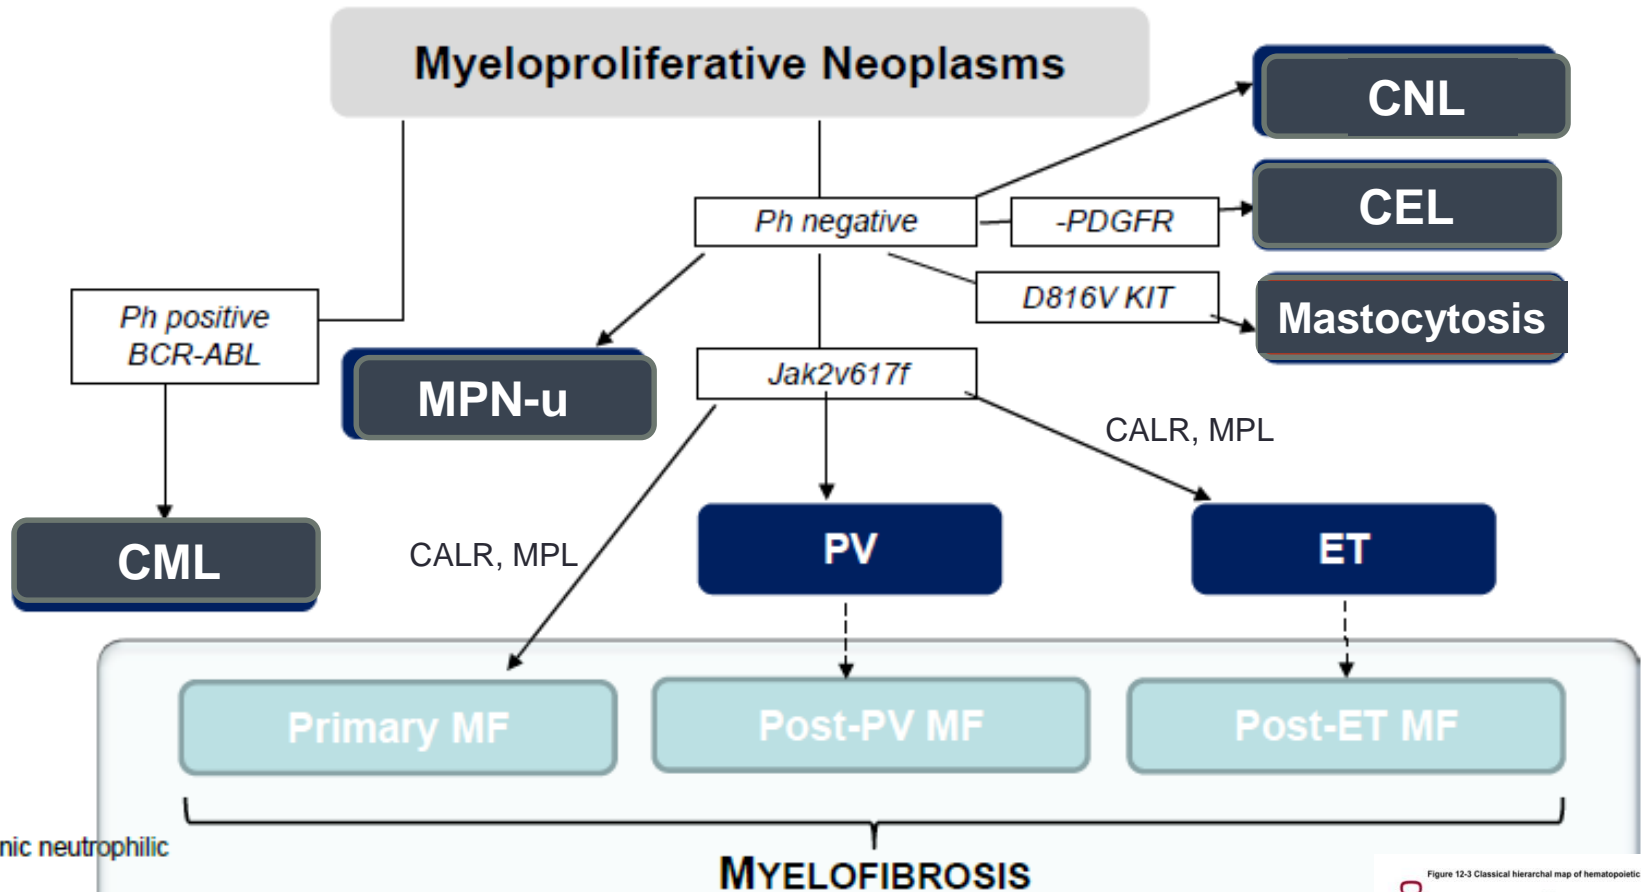 Myeloproliferative Neoplasms
CNL
CEL
Ph negative
-PDGFR
D816V KIT
Mastocytosis
Ph positive
BCR-ABL
MPN-u
Jak2v617f
CALR, MPL
CML
CALR, MPL
PV
ET
Primary MF
Post-PV MF
Post-ET MF
nic neutrophilic
MYELOFIBROSIS
Figure 12-3 Classical hierarchal map of hematopoietic